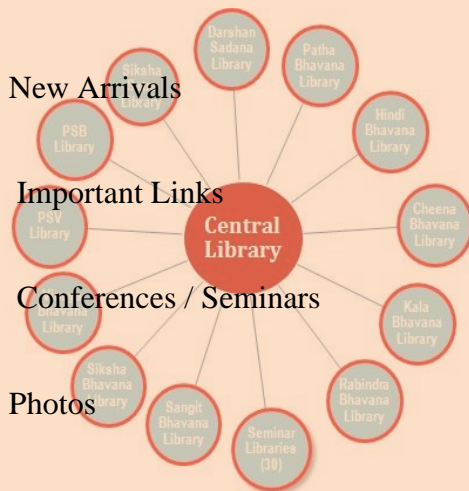 Darshan
Sadana
Library
Patha
Bhavana
Library
New Arrivals
Siksha
PSB
Library
Hindi
Bhavana
Library
Important Links
PSV
Library
Central
Library
Cheena
Bhavana
Library
Conferences / Seminars
Bhavana
Library
Kala
Bhavana
Library
Photos
Siksha
Bhavana
Library
Sangit
Bhavana
Library
Seminar
Libraries
(30)
Rabindra
Bhavana
Library